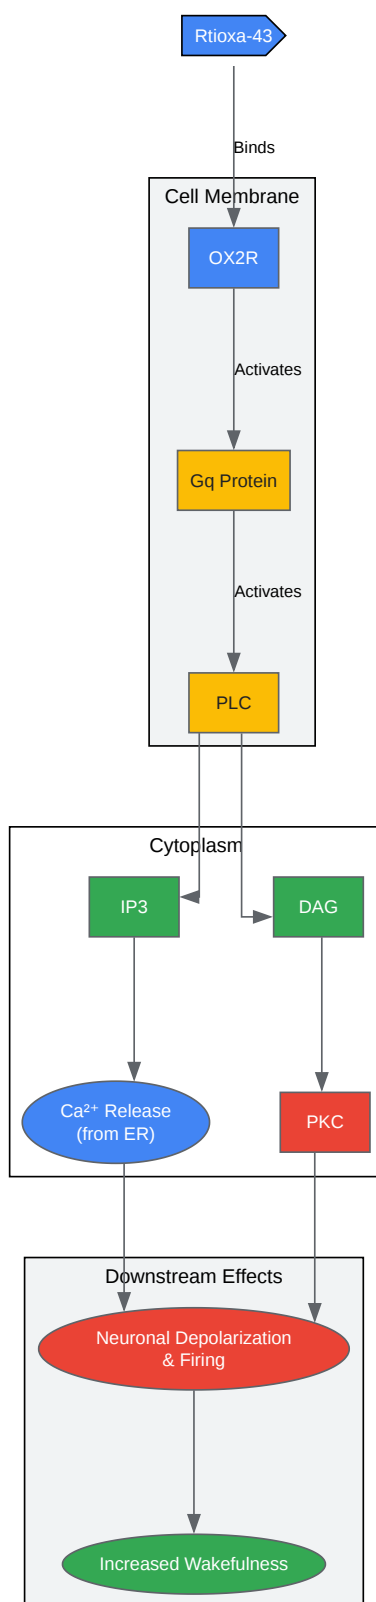 Rtioxa-43
Binds
Cell Membrane
OX2R
Activates
Gq Protein
Activates
PLC
Cytoplasm
IP3
DAG
Ca²⁺ Release
(from ER)
PKC
Downstream Effects
Neuronal Depolarization
& Firing
Increased Wakefulness